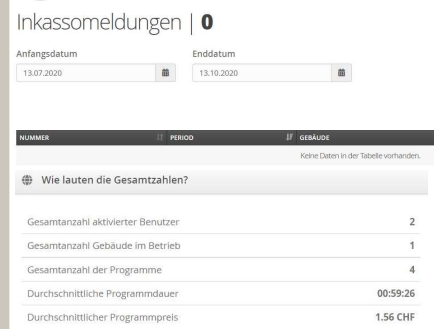 Inkassomeldungen | 0
Anfangsdatum Enddatum
13.07.2020 13.10.2020
NUMMER PERIOD GEBÄUDE
Keine Daten in der Tabelle vorhanden.
Wie lauten die Gesamtzahlen?
Gesamtanzahl aktivierter Benutzer 2
Gesamtanzahl Gebäude im Betrieb 1
Gesamtanzahl der Programme 4
Durchschnittliche Programmdauer 00:59:26
Durchschnittlicher Programmpreis 1.56 CHF